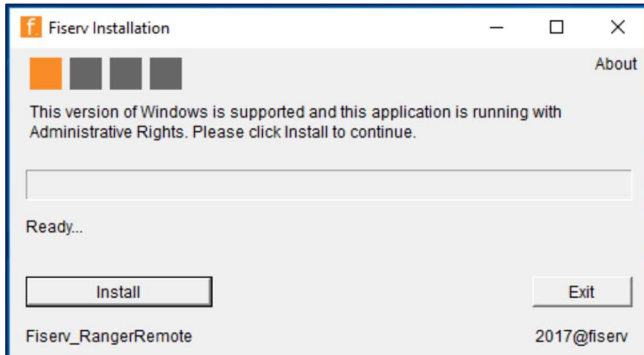 Fiserv Installation
About
This version of Windows is supported and this application is running with
Administrative Rights. Please click Install to continue.
Ready...
Install
Exit
Fiserv_RangerRemote
2017@fiserv